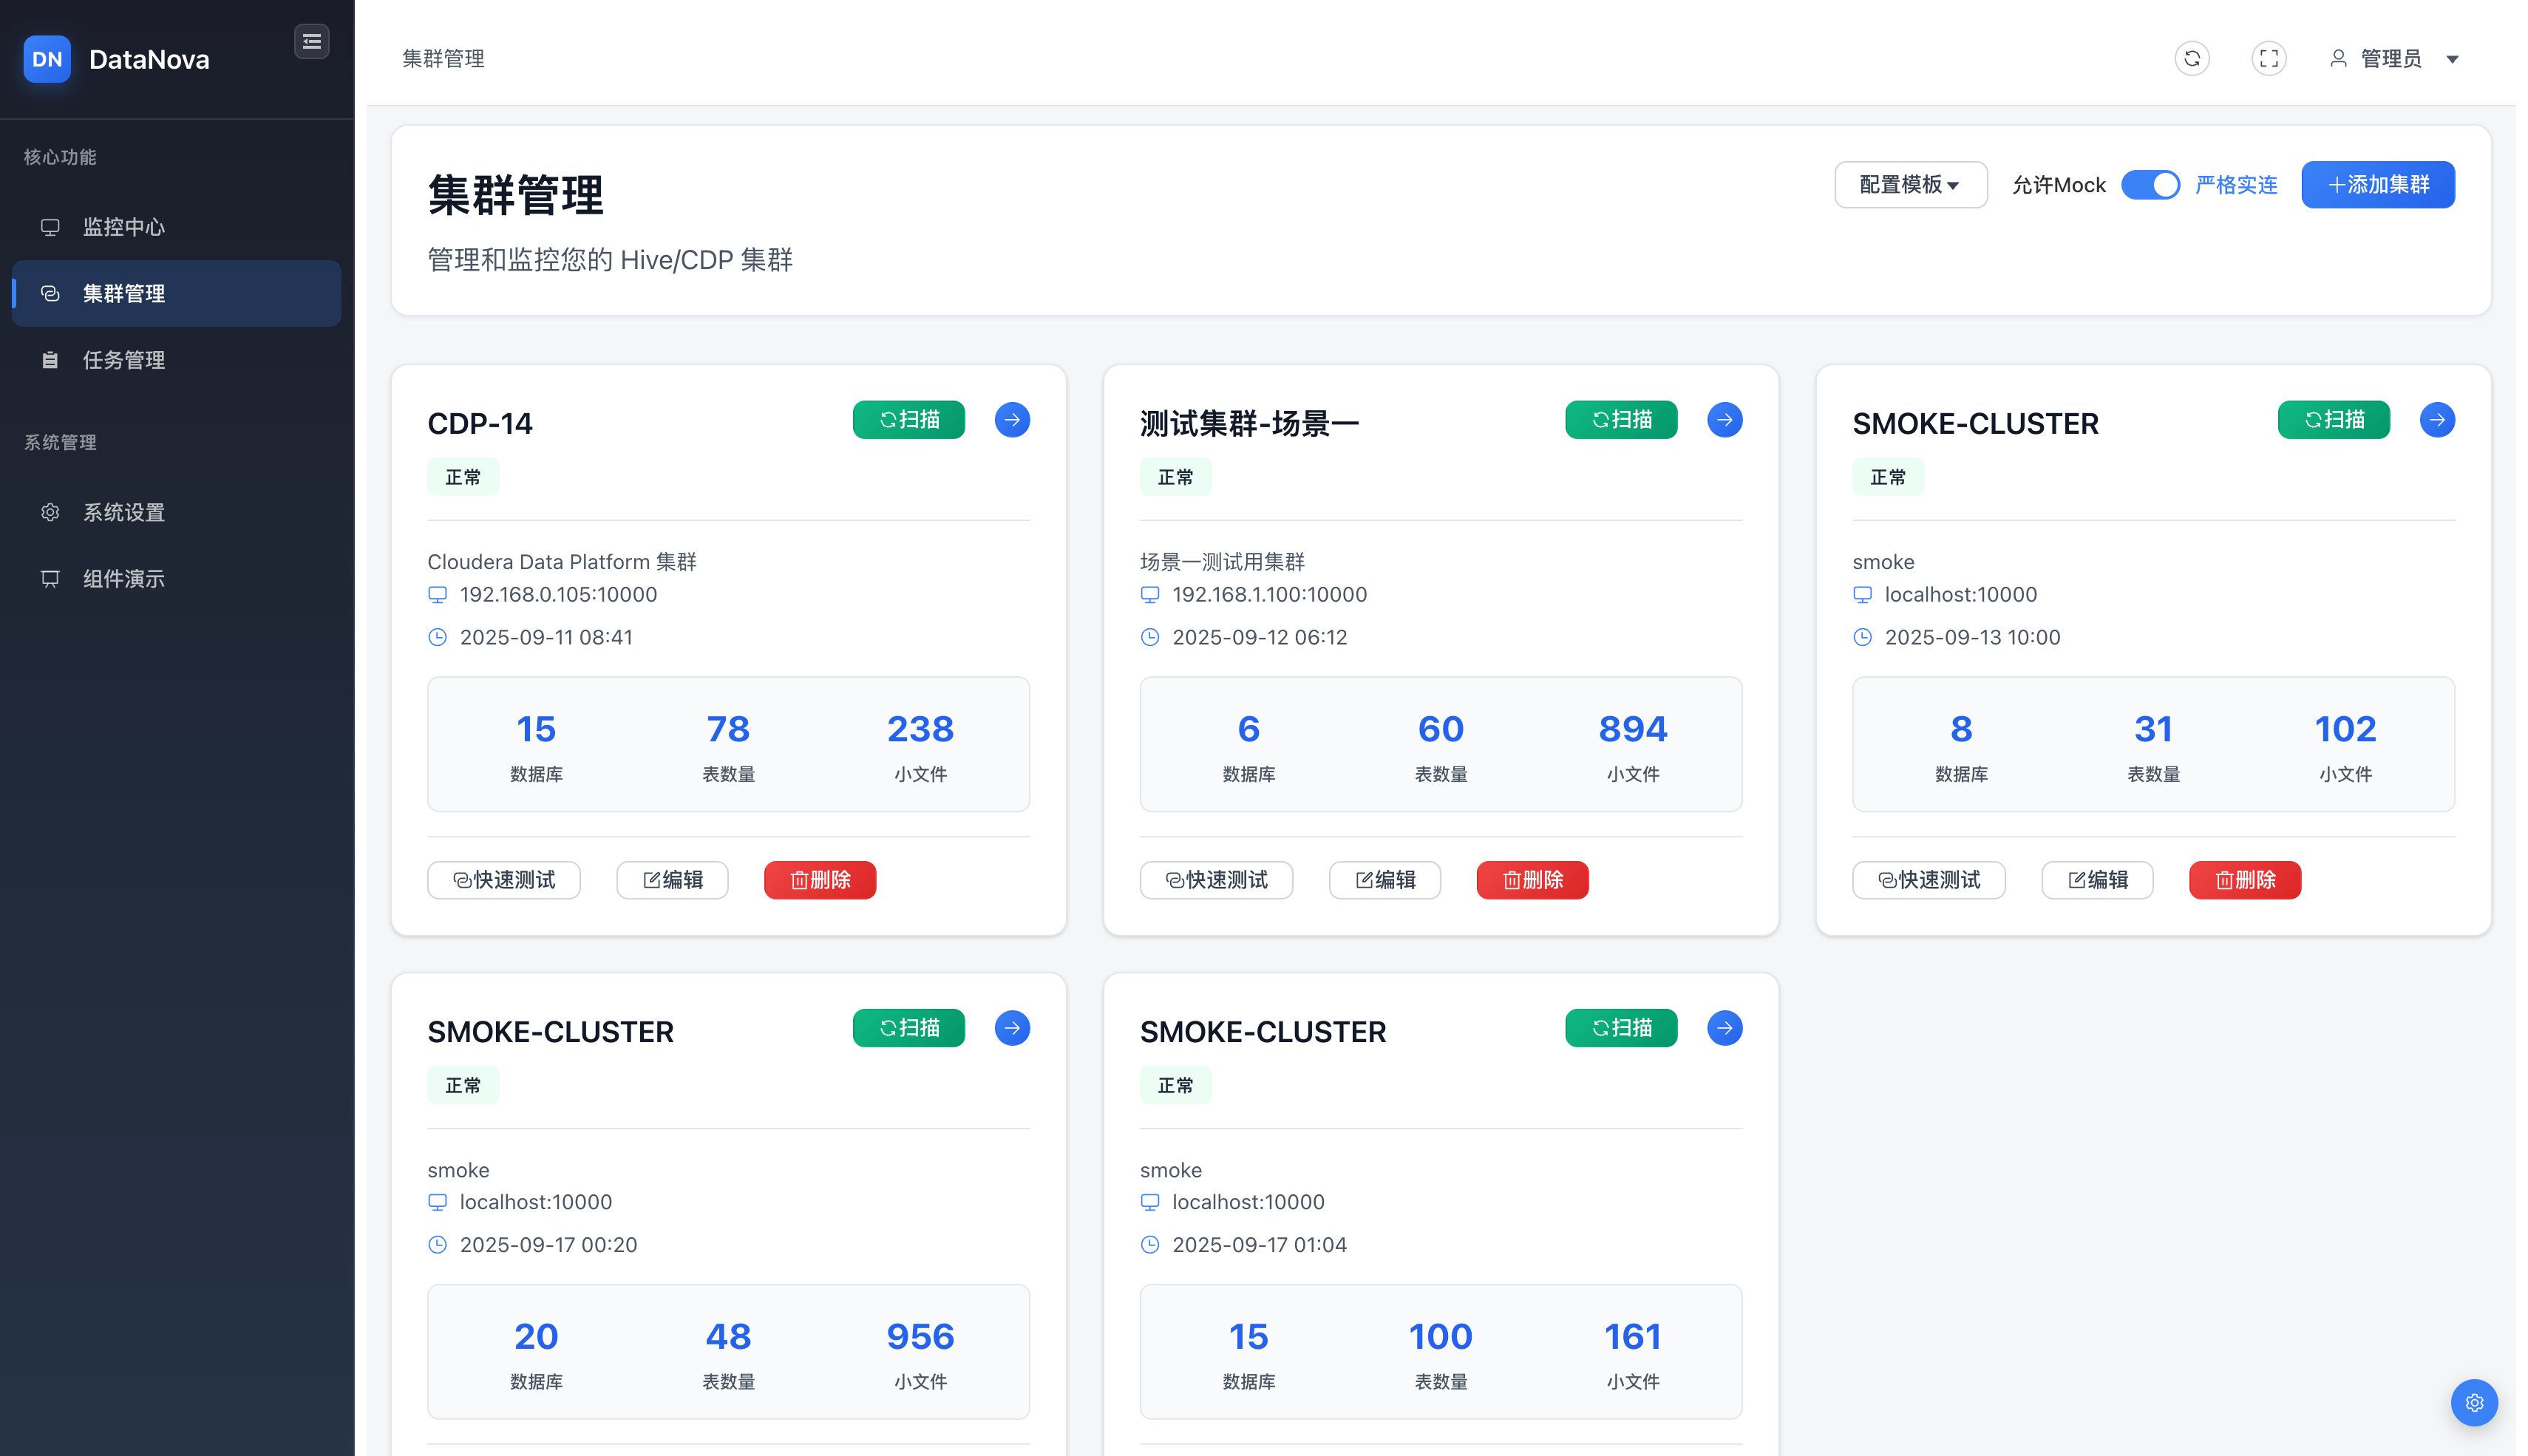 DN DataNova
核心功能
监控中心
集群管理
任务管理
系统管理
系统设置
组件演示
集群管理
管理员
集群管理
管理和监控您的 Hive/CDP 集群
配置模板 允许Mock 严格实连 添加集群
CDP-14 扫描
正常
Cloudera Data Platform 集群
192.168.0.105:10000
2025-09-11 08:41
15 78 238
数据库 表数量 小文件
快速测试 编辑 删除
测试集群-场景一 扫描
正常
场景一测试用集群
192.168.1.100:10000
2025-09-12 06:12
6 60 894
数据库 表数量 小文件
快速测试 编辑 删除
SMOKE-CLUSTER 扫描
正常
smoke
localhost:10000
2025-09-13 10:00
8 31 102
数据库 表数量 小文件
快速测试 编辑 删除
SMOKE-CLUSTER 扫描
正常
smoke
localhost:10000
2025-09-17 00:20
20 48 956
数据库 表数量 小文件
SMOKE-CLUSTER 扫描
正常
smoke
localhost:10000
2025-09-17 01:04
15 100 161
数据库 表数量 小文件